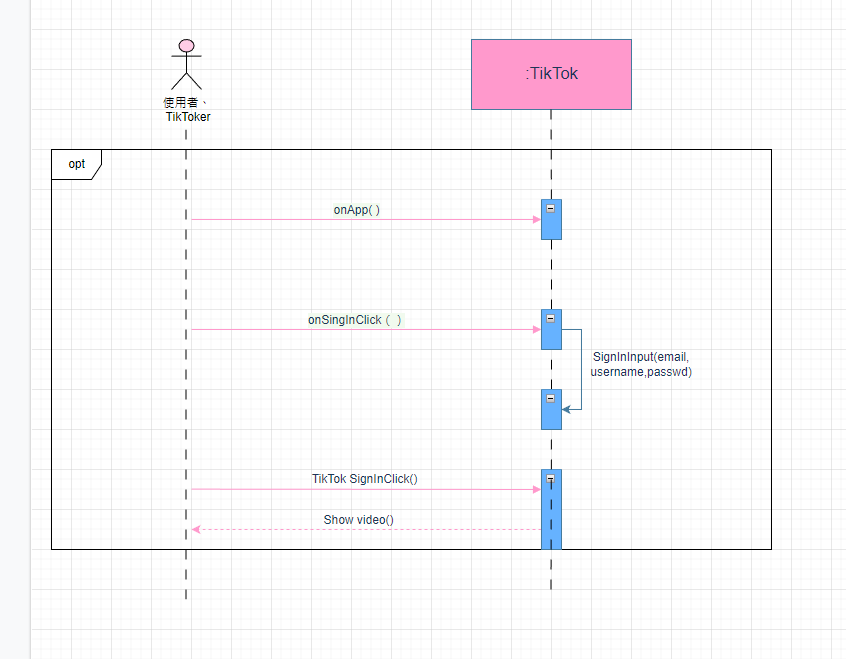 :TikTok
使用者、
TikToker
opt
onApp( )
onSingInClick (  )
SignInInput(email,
username,passwd)
TikTok SignInClick()
Show video()